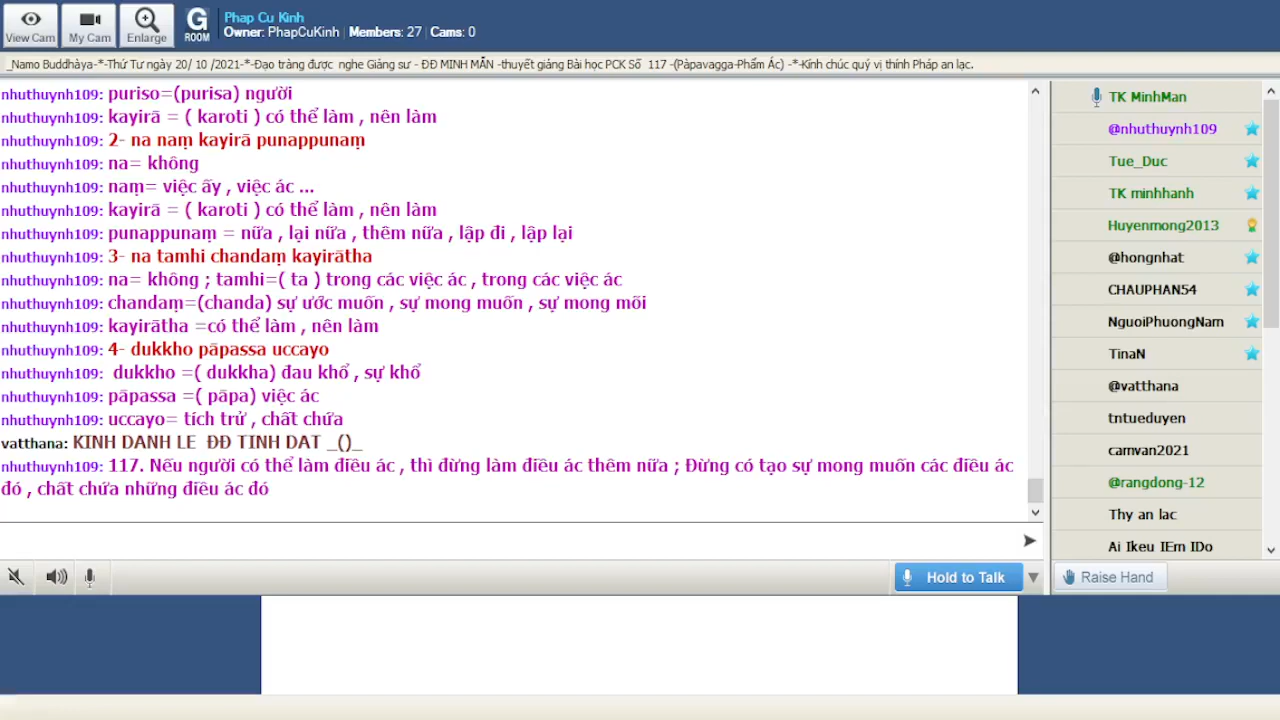 View Cam
My Cam
Enlarge
G
ROOM
Phap Cu Kinh
Owner: PhapCuKinh | Members: 27 | Cams: 0
_Namo Buddhàya-*-Thứ Tư ngày 20/ 10 /2021-*-Đạo tràng được nghe Giảng sư - ĐĐ MINH MẪN -thuyết giảng Bài học PCK Số 117 -(Pàpavagga-Phẩm Ác) -*-Kính chúc quý vị thính Pháp an lạc.
nhuthuynh109: puriso=(purisa) người
nhuthuynh109: kayirā = ( karoti ) có thể làm , nên làm
nhuthuynh109: 2- na naṃ kayirā punappunaṃ
nhuthuynh109: na= không
nhuthuynh109: naṃ= việc ấy , việc ác ...
nhuthuynh109: kayirā = ( karoti ) có thể làm , nên làm
nhuthuynh109: punappunaṃ = nữa , lại nữa , thêm nữa , lập đi , lập lại
nhuthuynh109: 3- na tamhi chandaṃ kayirātha
nhuthuynh109: na= không ; tamhi=( ta ) trong các việc ác , trong các việc ác
nhuthuynh109: chandaṃ=(chanda) sự ước muốn , sự mong muốn , sự mong mõi
nhuthuynh109: kayirātha =có thể làm , nên làm
nhuthuynh109: 4- dukkho pāpassa uccayo
nhuthuynh109: dukkho =( dukkha) đau khổ , sự khổ
nhuthuynh109: pāpassa =( pāpa) việc ác
nhuthuynh109: uccayo= tích trử , chất chứa
vatthana: KINH DANH LE ĐĐ TINH DAT _()_
nhuthuynh109: 117. Nếu người có thể làm điều ác , thì đừng làm điều ác thêm nữa ; Đừng có tạo sự mong muốn các điều ác
đó , chất chứa những điều ác đó
Hold to Talk
TK MinhMan
@nhuthuynh109
Tue_Duc
TK minhhanh
Huyenmong2013
@hongnhat
CHAUPHAN54
NguoiPhuongNam
TinaN
@vatthana
tntueduyen
camvan2021
@rangdong-12
Thy an lac
Ai Ikeu IEm IDo
Raise Hand